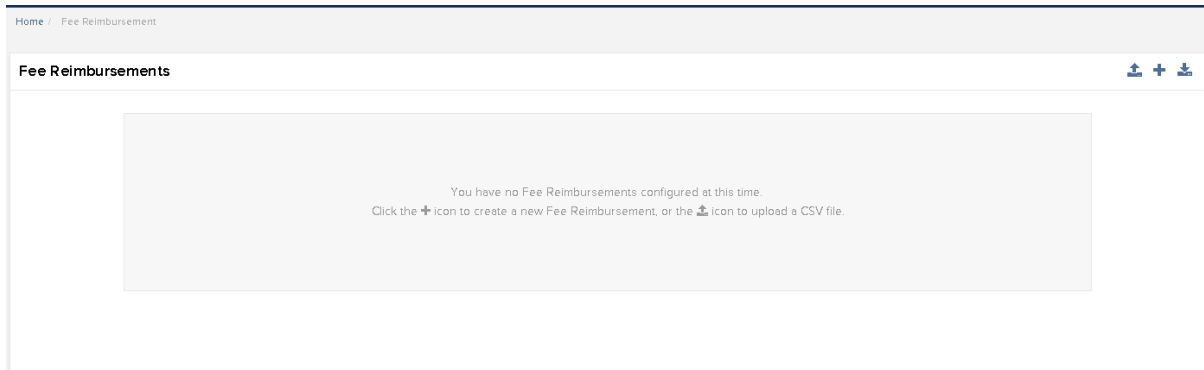 Home / Fee Reimbursement
Fee Reimbursements
You have no Fee Reimbursements configured at this time.
Click the icon to create a new Fee Reimbursement, or the icon to upload a CSV file.